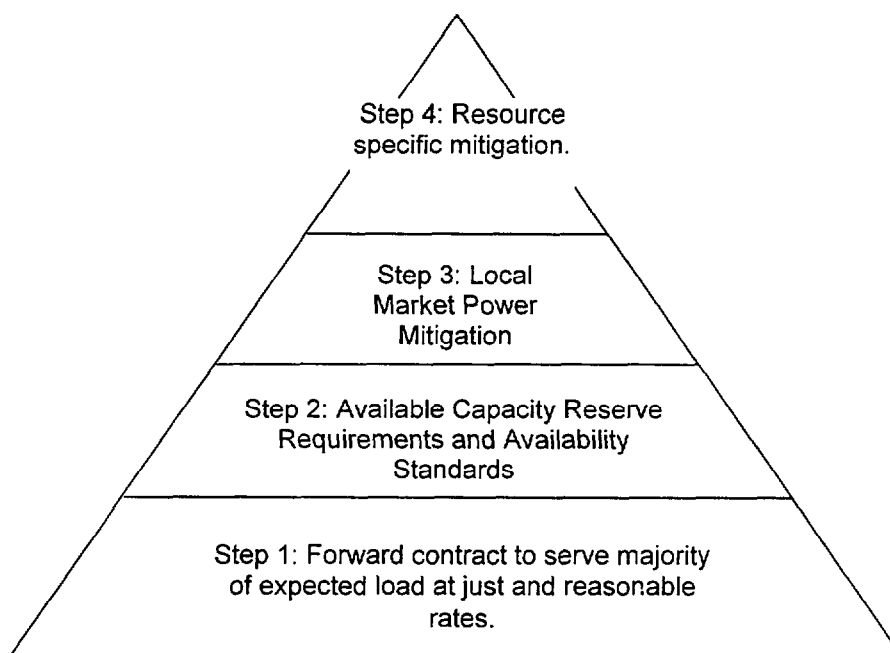 Step 4: Resource
specific mitigation.
Step 3: Local
Market Power
Mitigation
Step 2: Available Capacity Reserve
Requirements and Availability
Standards
Step 1: Forward contract to serve majority
of expected load at just and reasonable
rates.